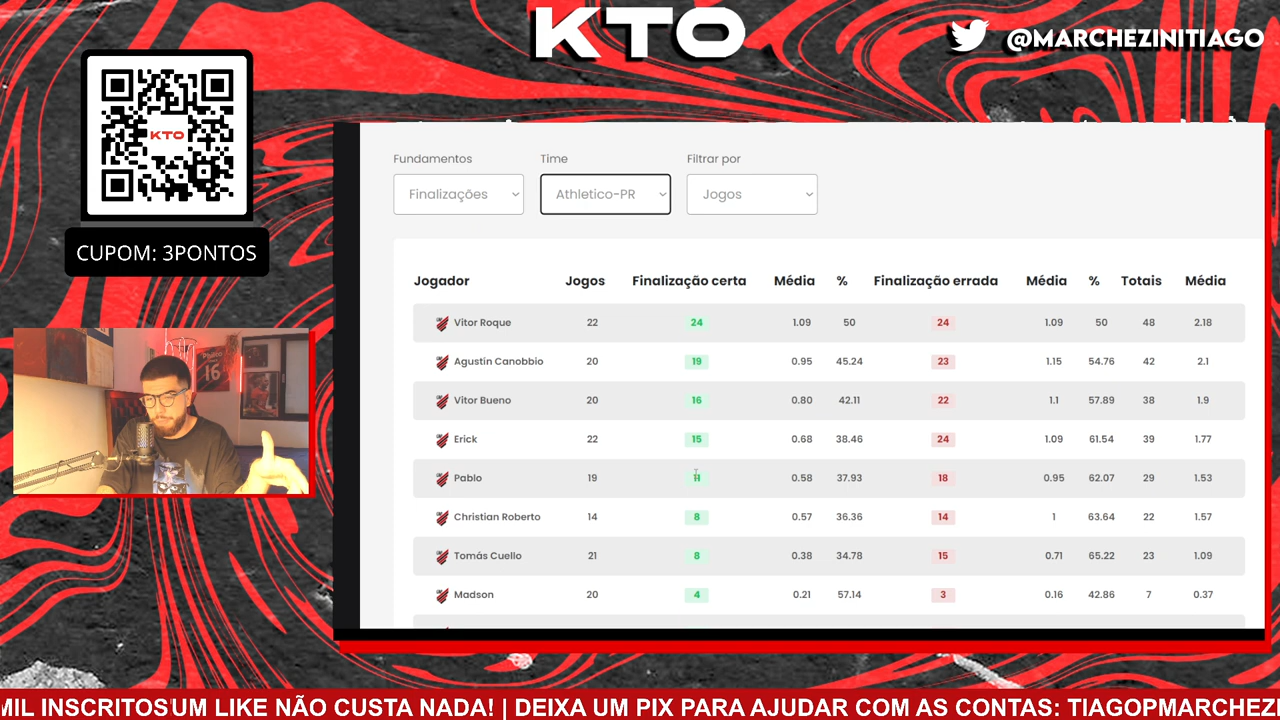 KTO
@MARCHEZINITIAGO
KTO
CUPOM: 3PONTOS
Fundamentos Time Filtrar por
Finalizações Athletico-PR Jogos
Jogador Jogos Finalização certa Média % Finalização errada Média % Totais Média
Vitor Roque 22 24 1.09 50 24 1.09 50 48 2.18
Agustín Canobbio 20 19 0.95 45.24 23 1.15 54.76 42 2.1
Vitor Bueno 20 16 0.80 42.11 22 1.1 57.89 38 1.9
Erick 22 15 0.68 38.46 24 1.09 61.54 39 1.77
Pablo 19 11 0.58 37.93 18 0.95 62.07 29 1.53
Christian Roberto 14 8 0.57 36.36 14 1 63.64 22 1.57
Tomás Cuello 21 8 0.38 34.78 15 0.71 65.22 23 1.09
Madson 20 4 0.21 57.14 3 0.16 42.86 7 0.37
16
MIL INSCRITOS'UM LIKE NÃO CUSTA NADA! | DEIXA UM PIX PARA AJUDAR COM AS CONTAS: TIAGOPMARCHEZ